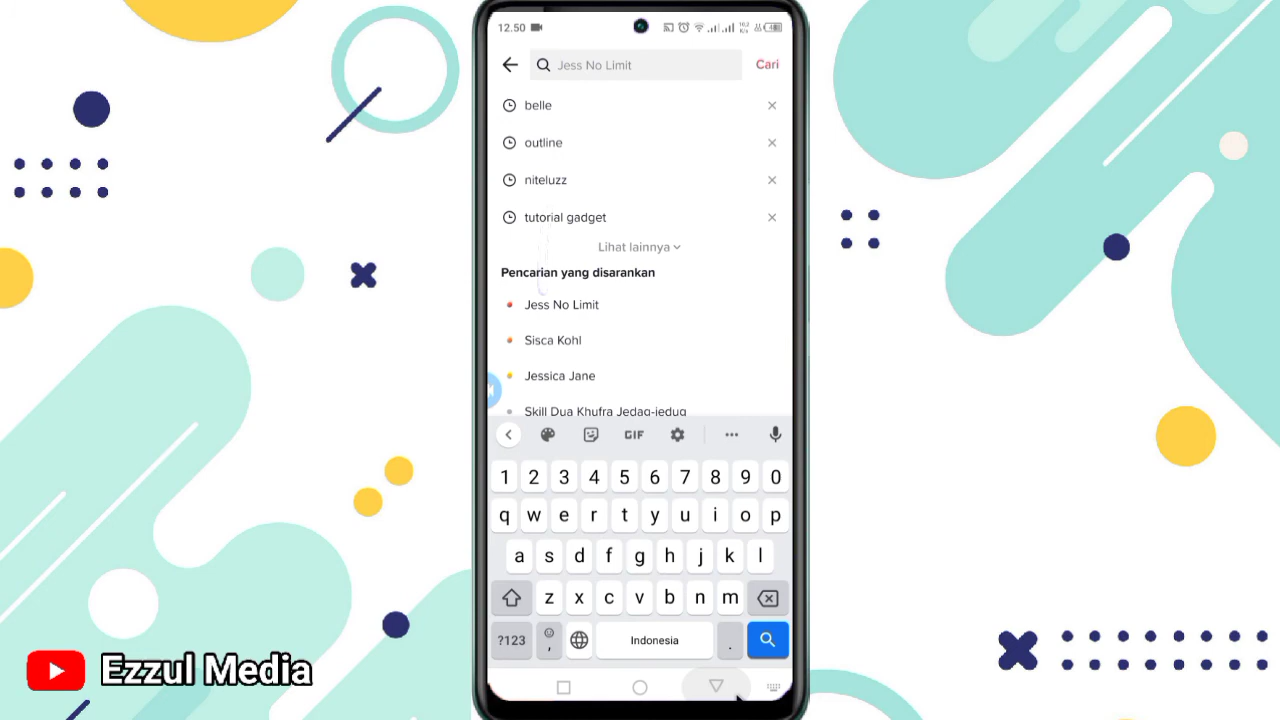 12.50
Jess No Limit
Cari
belle
outline
niteluzz
tutorial gadget
Lihat lainnya
Pencarian yang disarankan
Jess No Limit
Sisca Kohl
Jessica Jane
Skill Dua Khufra Jedag-jedug
GIF
1 2 3 4 5 6 7 8 9 0
q w e r t y u i o p
a s d f g h j k l
z x c v b n m
?123 , Indonesia .
Ezzul Media